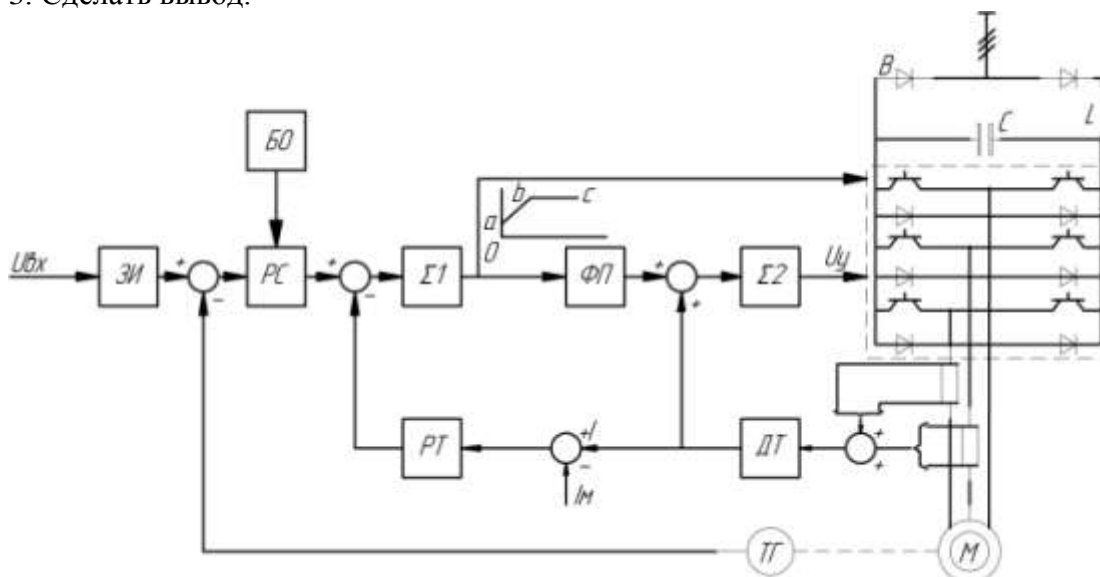 3. Сделать вывод.
В
С
L
БО
b
c
a
0
Uвх
ЗИ
+
-
РС
+
-
Σ1
ФП
+
+
Σ2
Uу
РТ
+I
-
Iм
ДТ
+
+
ТГ
М